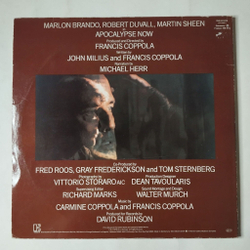 MARLON BRANDO, ROBERT DUVALL, MARTIN SHEEN
in
APOCALYPSE NOW
Produced and Directed by
FRANCIS COPPOLA
Written by
JOHN MILIUS and FRANCIS COPPOLA
Narration by
MICHAEL HERR
Co-Produced by
FRED ROOS, GRAY FREDERICKSON and TOM STERNBERG
Photography by
VITTORIO STORARO
Production Designer
DEAN TAVOULARIS
Supervising Editor
RICHARD MARKS
Sound Montage and Design
WALTER MURCH
Music by
CARMINE COPPOLA and FRANCIS COPPOLA
Produced for Records by
DAVID RUBINSON